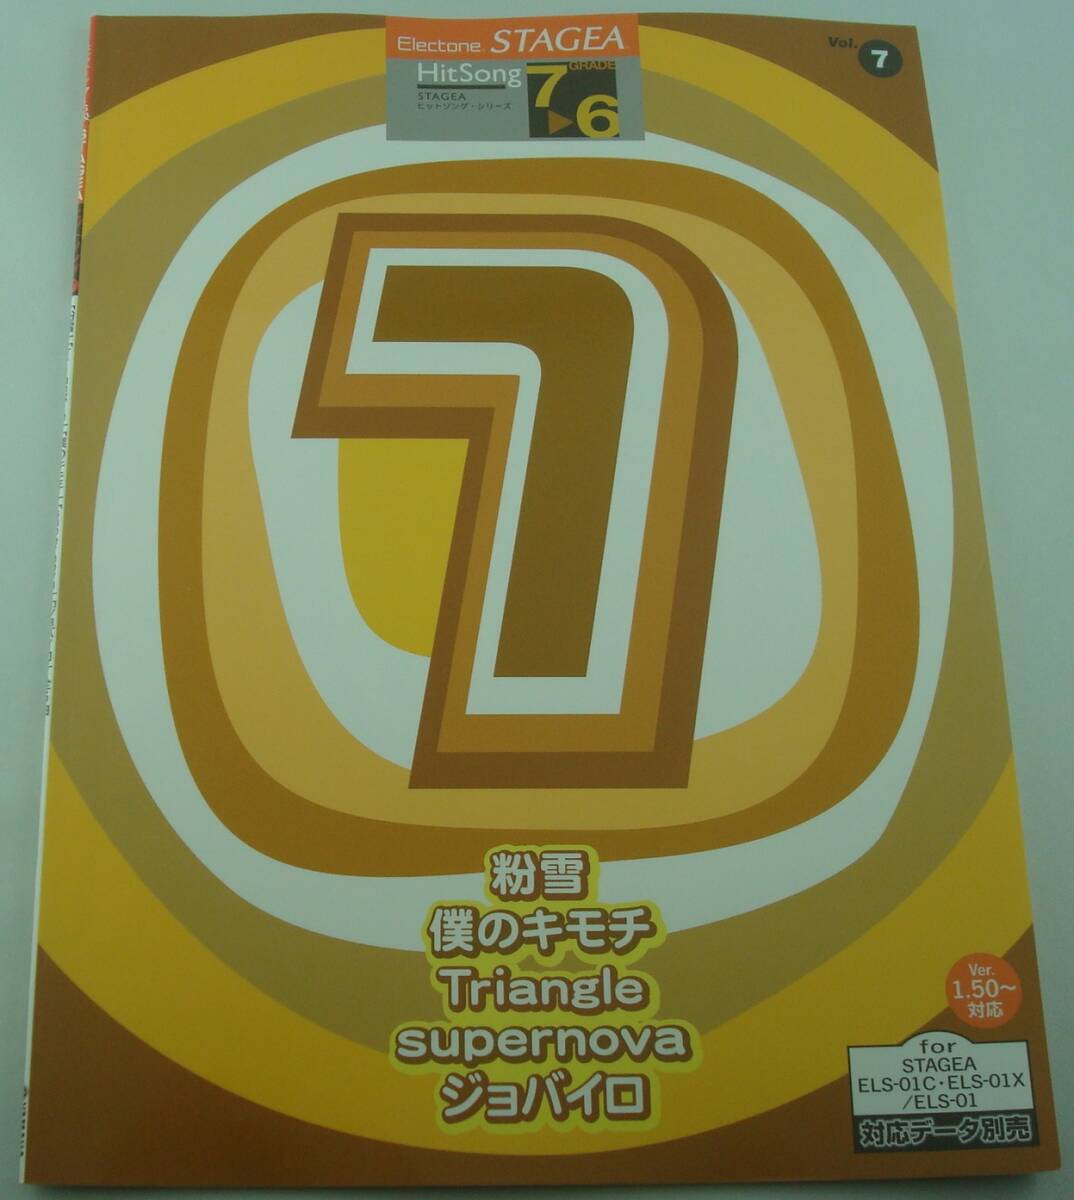 Electone STAGEA
HitSong
STAGEA
ヒットソング・シリーズ
GRADE
7▶6
Vol. 7
7
粉雪
僕のキモチ
Triangle
supernova
ジョバイロ
Ver.
1.50〜
対応
for
STAGEA
ELS-01C・ELS-01X
/ELS-01
対応データ別売